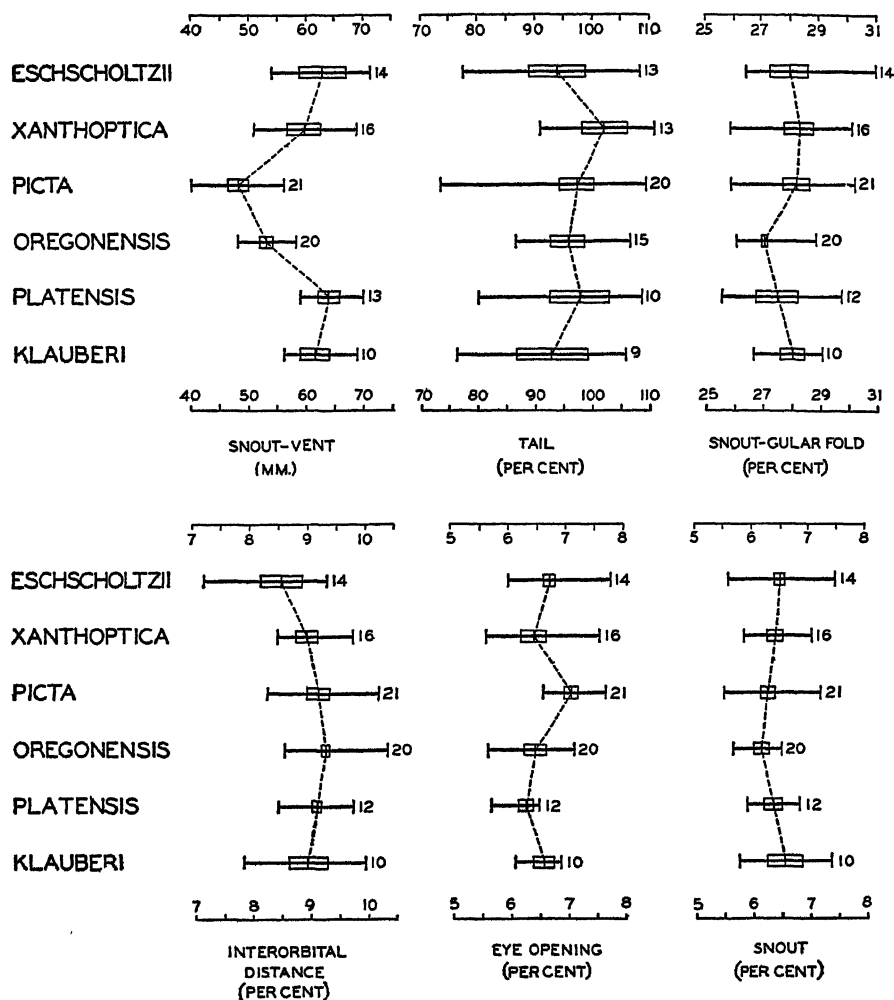 40 50 60 70 70 80 90 100 110 25 27 29 31
ESCHSCHOLTZII 14 13 14
XANTHOPTICA 16 13 16
PICTA 21 20 21
OREGONENSIS 20 15 20
PLATENSIS 13 10 12
KLAUBERI 10 9 10
40 50 60 70 70 80 90 100 110 25 27 29 31
SNOUT-VENT TAIL SNOUT-GULAR FOLD
(MM.) (PER CENT) (PER CENT)
7 8 9 10 5 6 7 8 5 6 7 8
ESCHSCHOLTZII 14 14 14
XANTHOPTICA 16 16 16
PICTA 21 21 21
OREGONENSIS 20 20 20
PLATENSIS 12 12 12
KLAUBERI 10 10 10
7 8 9 10 5 6 7 8 5 6 7 8
INTERORBITAL EYE OPENING SNOUT
DISTANCE (PER CENT) (PER CENT)
(PER CENT)